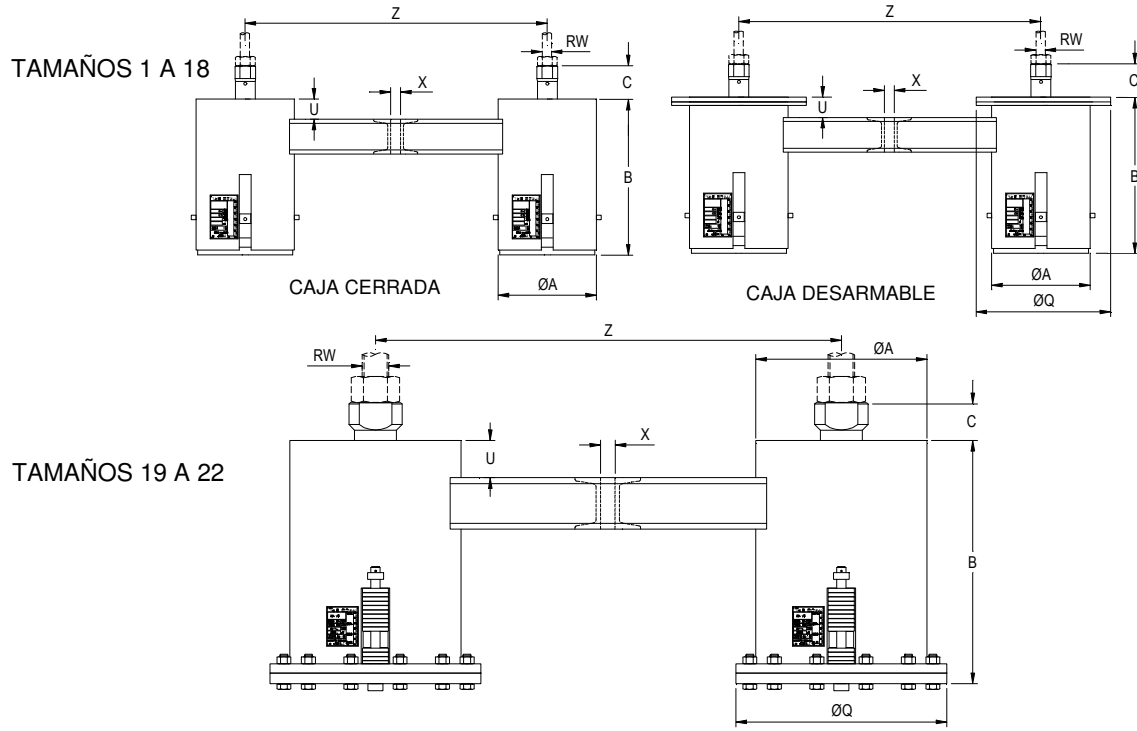 Z
Z
RW
RW
TAMAÑOS 1 A 18
C
C
X
X
U
U
B
B
CAJA CERRADA
ØA
CAJA DESARMABLE
ØA
ØQ
Z
RW
ØA
C
X
U
TAMAÑOS 19 A 22
B
ØQ